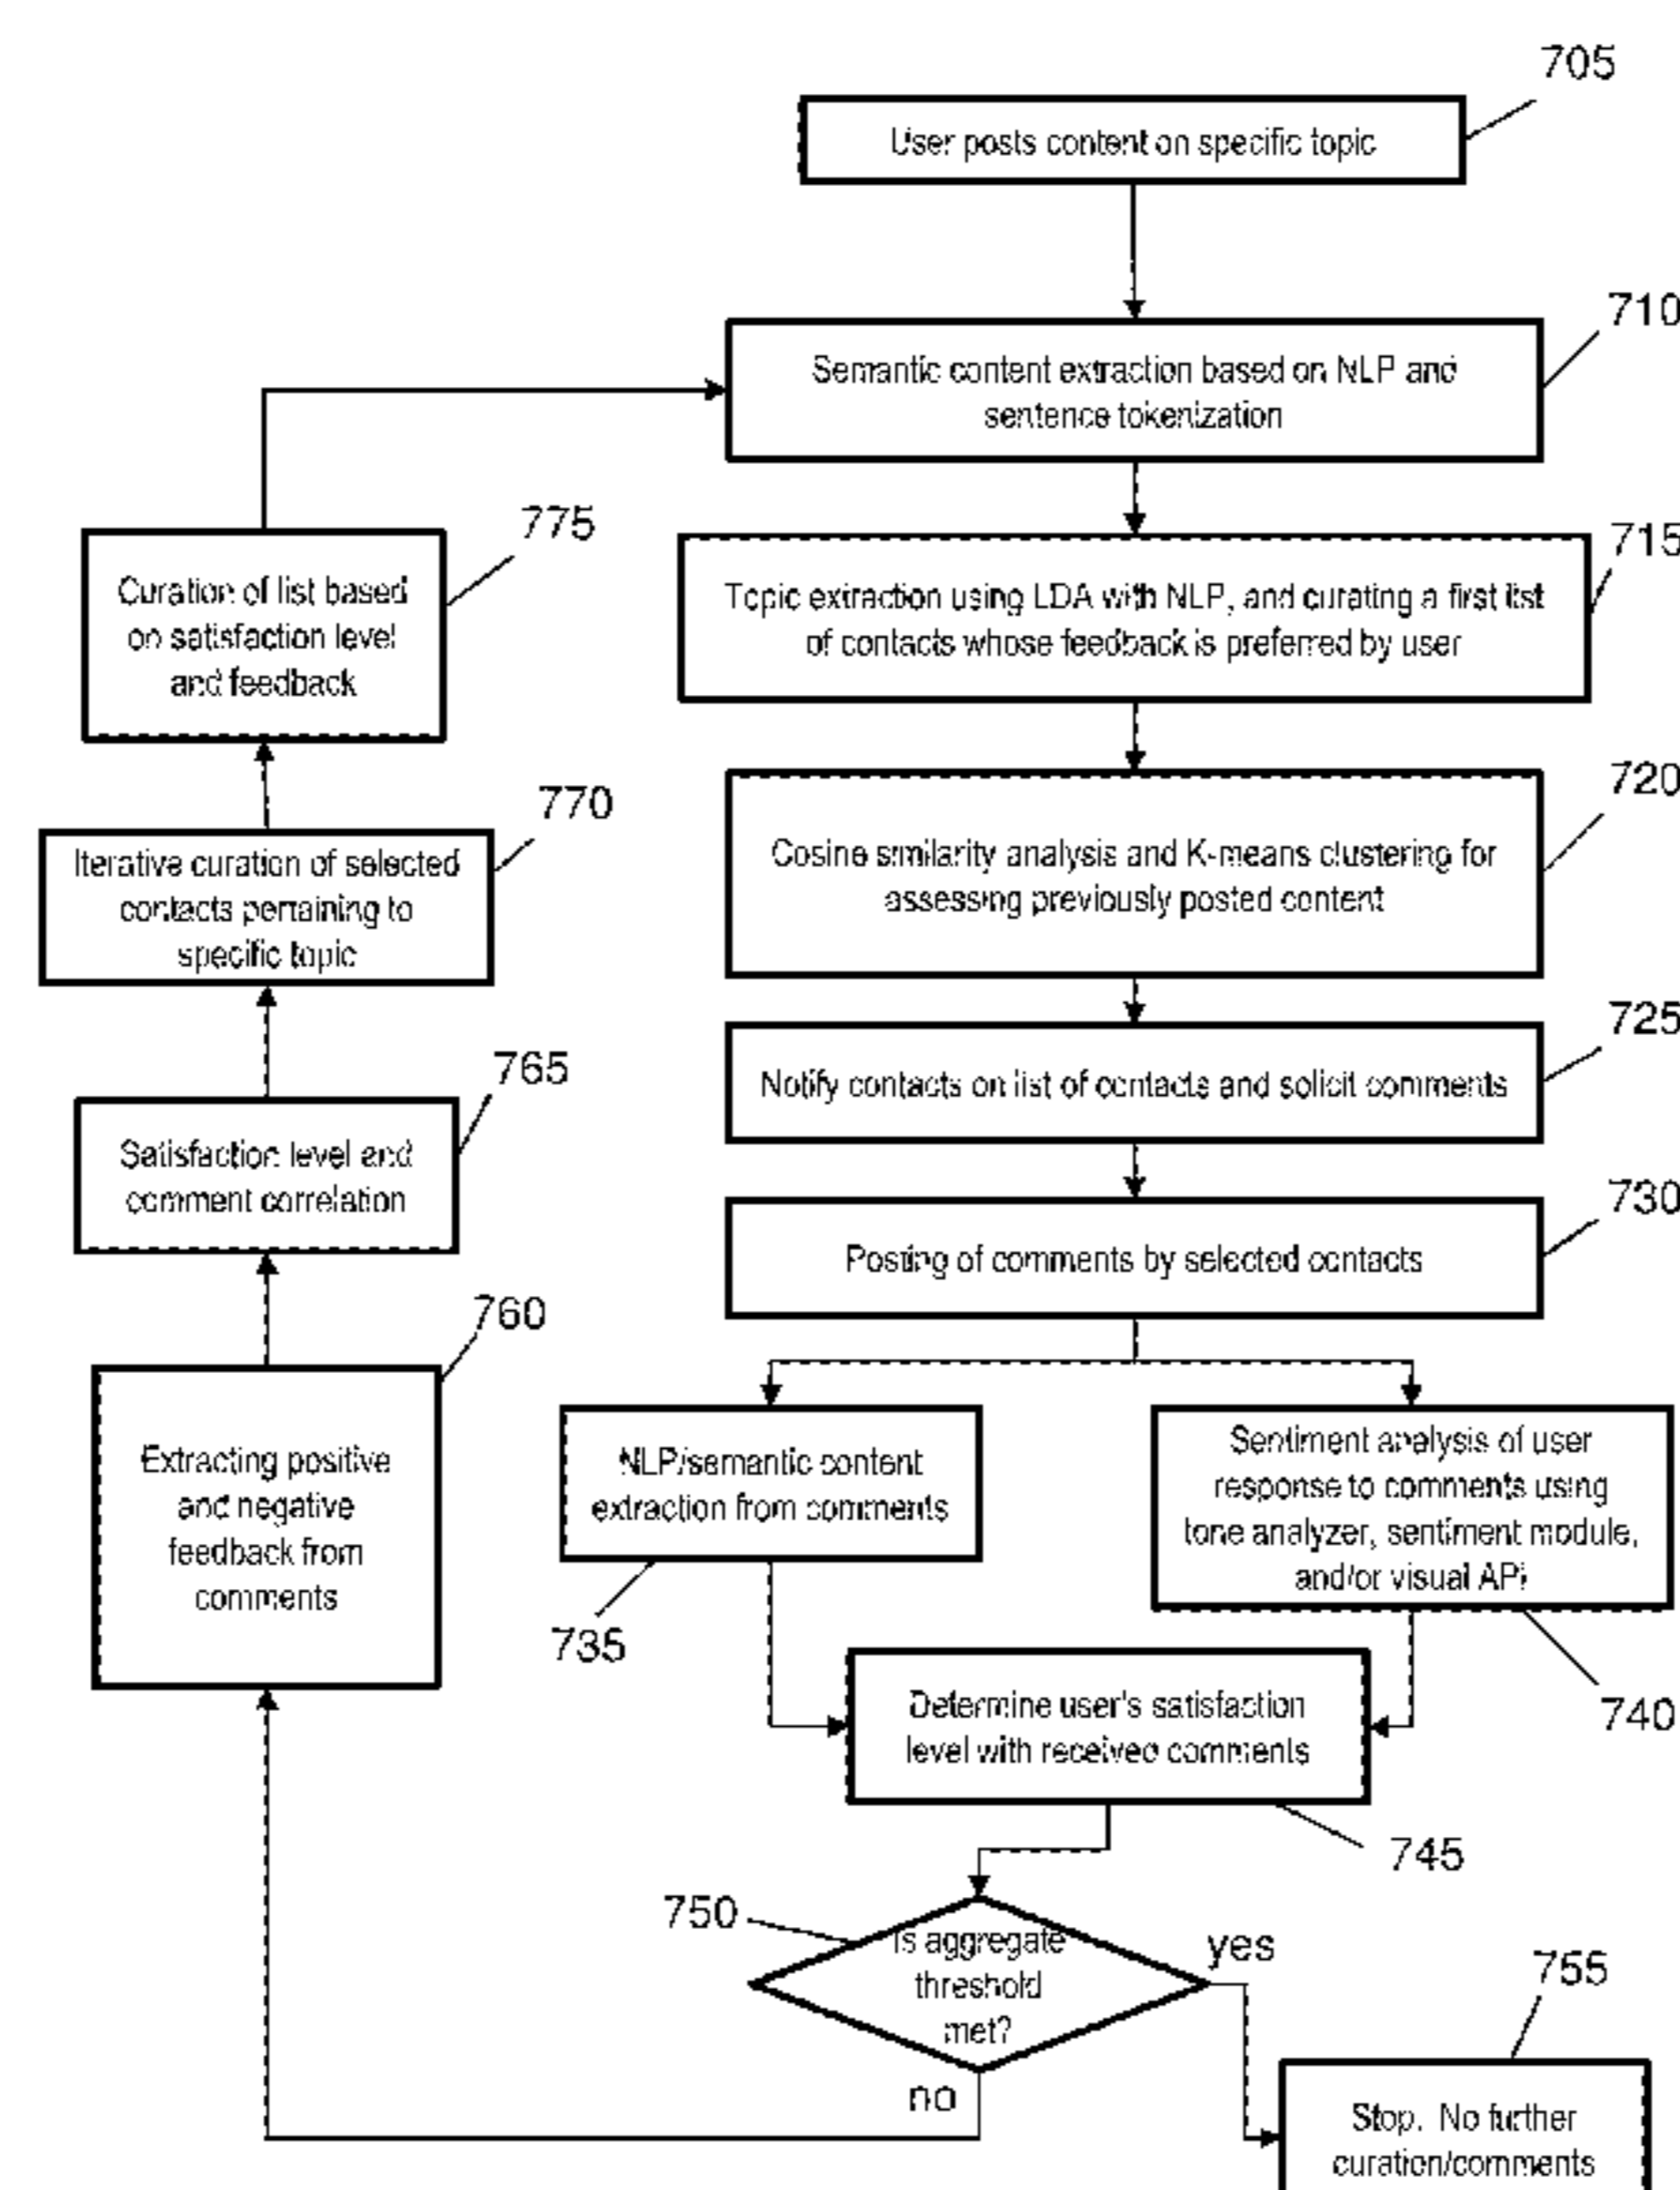 705
User posts content on specific topic
710
Semantic content extraction based on NLP and
sentence tokenization
715
Topic extraction using LDA with NLP, and curating a first list
of contacts whose feedback is preferred by user
720
Cosine similarity analysis and K-means clustering for
assessing previously posted content
725
Notify contacts on list of contacts and solicit comments
730
Posting of comments by selected contacts
NLP/semantic content
extraction from comments
735
Sentiment analysis of user
response to comments using
tone analyzer, sentiment module,
and/or visual API
740
Determine user's satisfaction
level with received comments
745
750
Is aggregate
threshold
met?
yes
no
755
Stop. No further
curation/comments
760
Extracting positive
and negative
feedback from
comments
765
Satisfaction level and
comment correlation
770
Iterative curation of selected
contacts pertaining to
specific topic
775
Curation of list based
on satisfaction level
and feedback